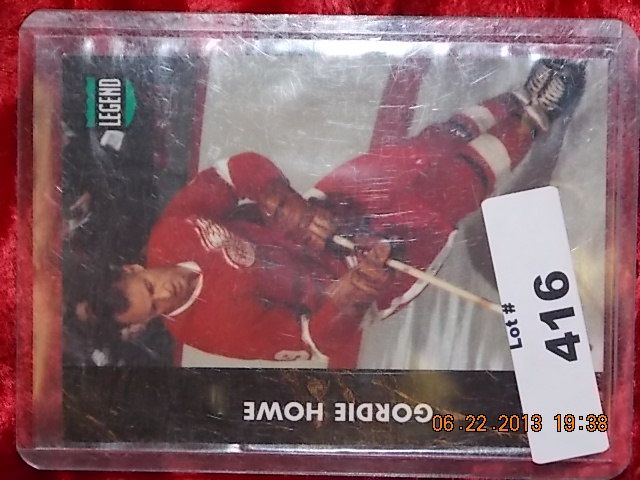 LEGEND
GORDIE HOWE
Lot #
416
06.22.2013 19:38